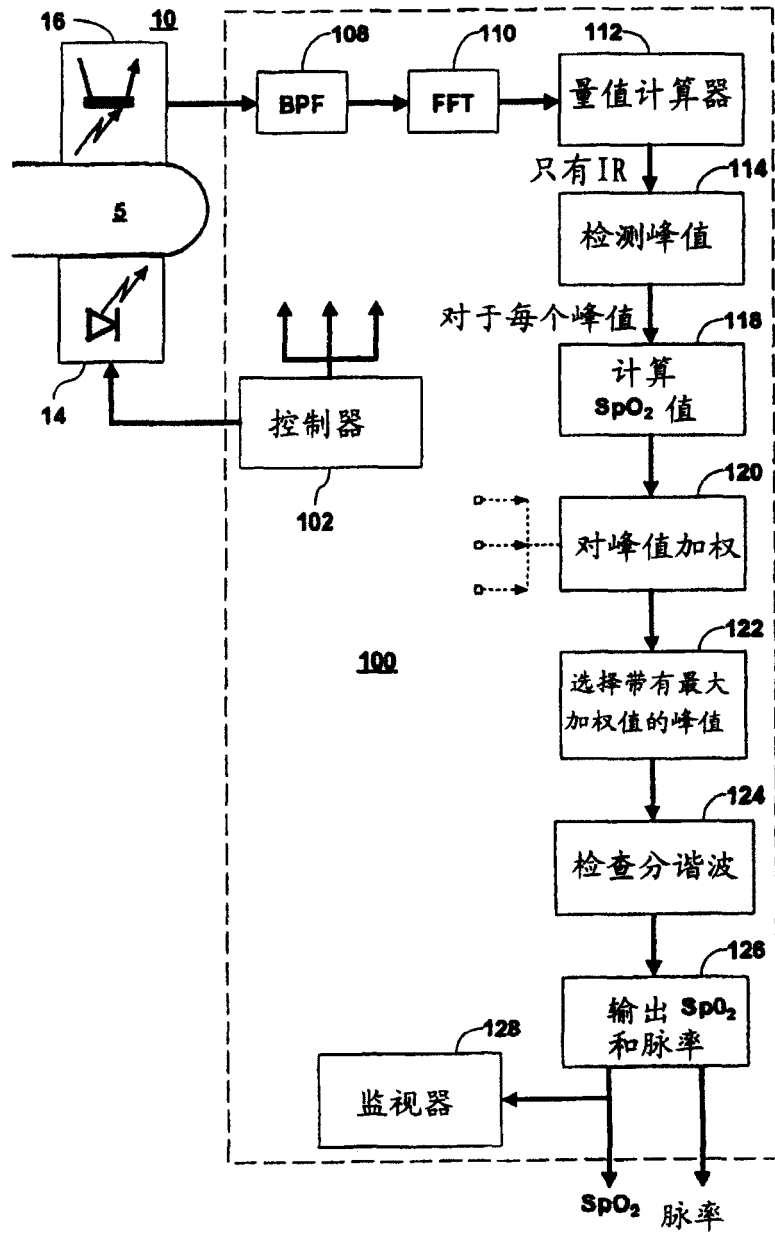 16
10
108
110
112
BPF
FFT
量值计算器
只有IR
114
5
检测峰值
对于每个峰值
118
计算
SpO₂ 值
14
控制器
102
120
对峰值加权
100
122
选择带有最大
加权值的峰值
124
检查分谐波
126
输出 SpO₂
和脉率
128
监视器
SpO₂
脉率